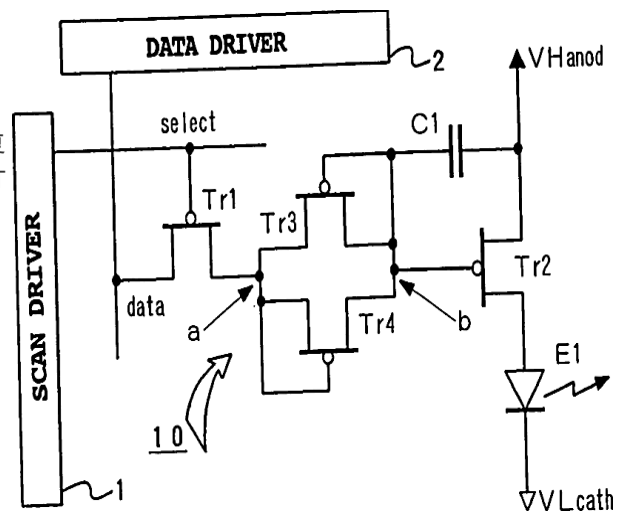 DATA DRIVER
2
VHanod
select
C1
Tr1
Tr3
Tr2
SCAN DRIVER
data
a
Tr4
b
E1
10
1
VLcath